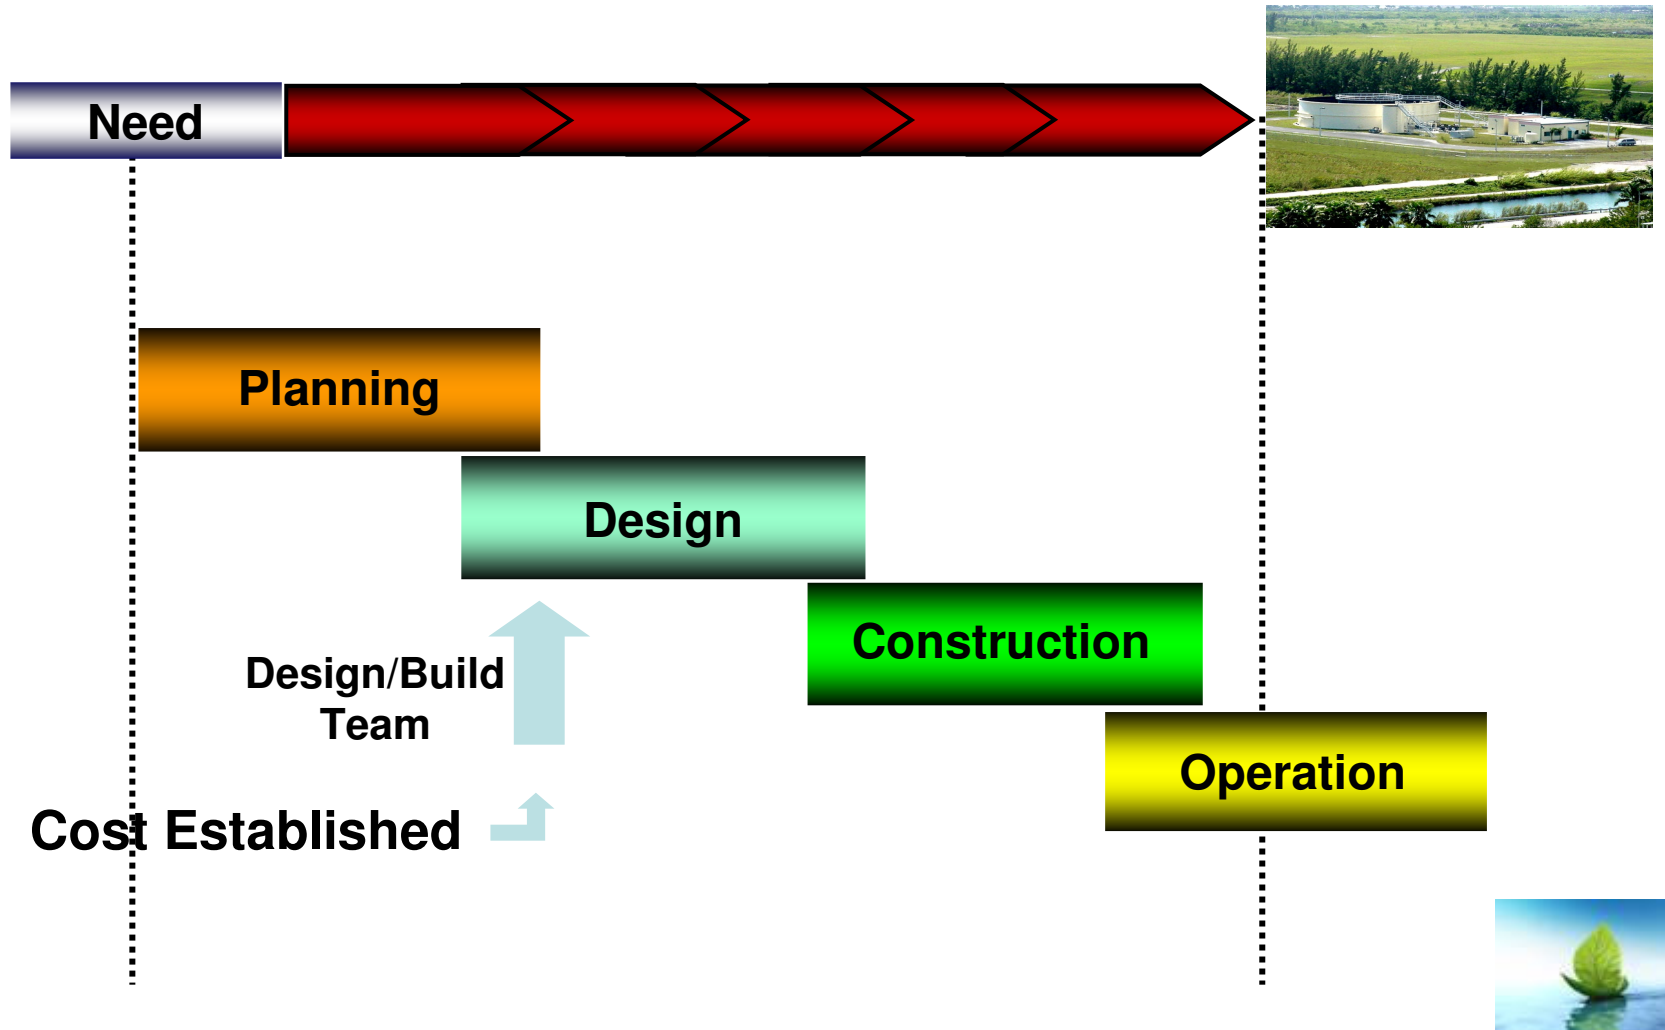 Need
Planning
Design
Construction
Design/Build
Team
Operation
Cost Established